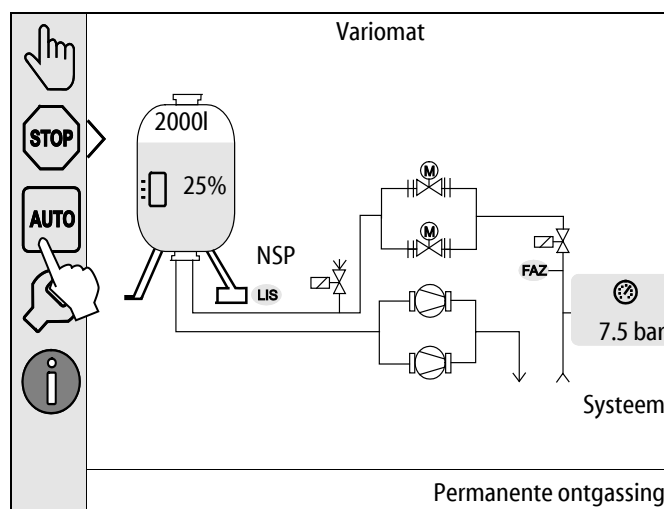 Variomat
STOP
AUTO
2000l
25%
NSP
LIS
M
M
FAZ
7.5 bar
Systeem
Permanente ontgassing